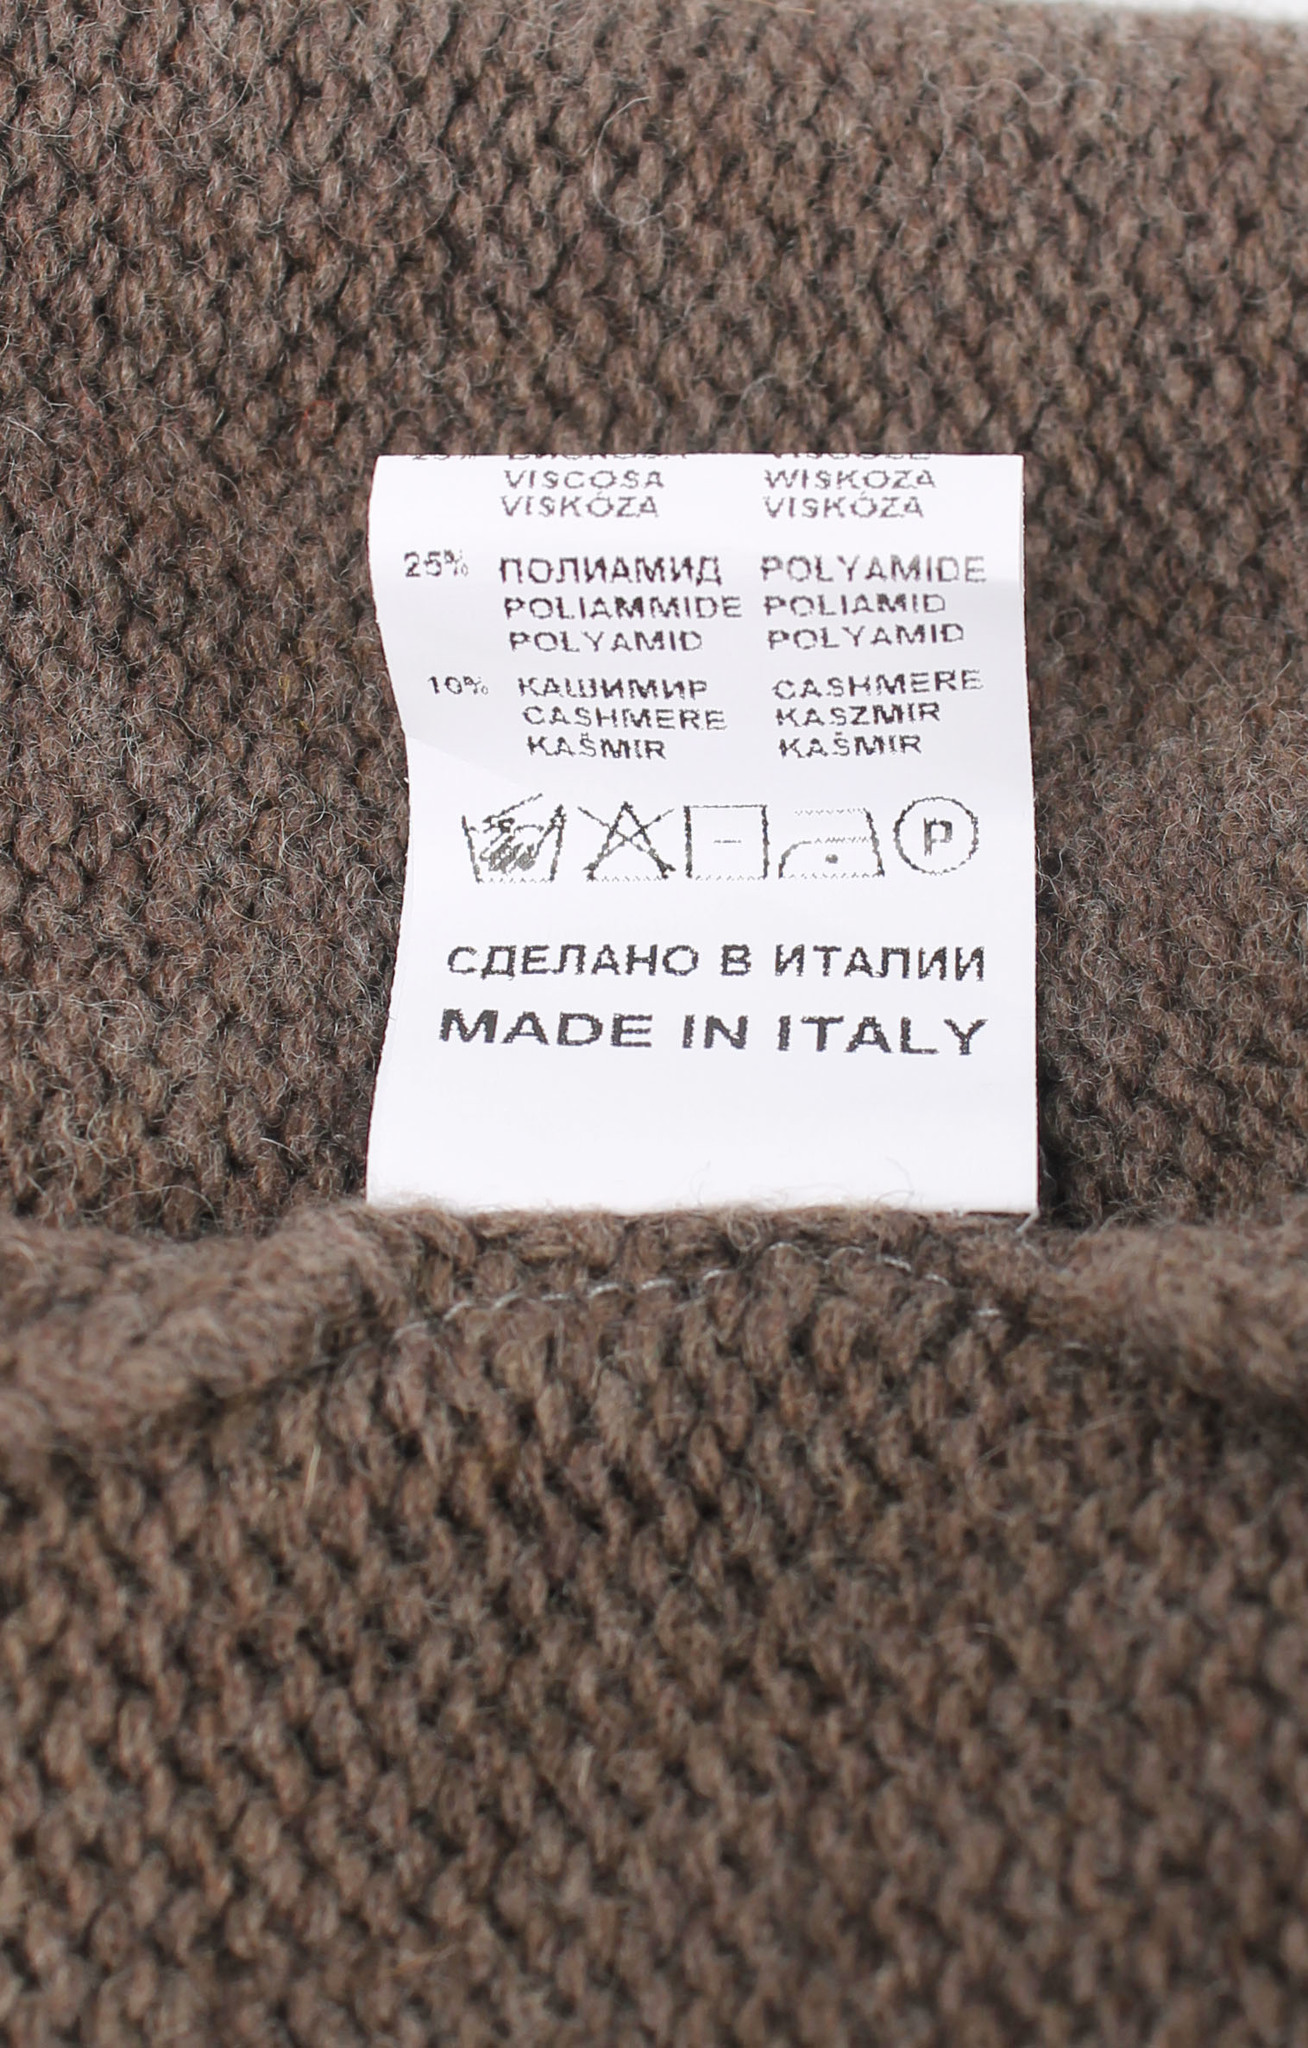 VISCOSA WISKOZA
VISKÓZA VISKÓZA
25% ПОЛИАМИД POLYAMIDE
POLIAMMIDE POLIAMID
POLYAMID POLYAMID
10% КАШИМИР CASHMERE
CASHMERE KASZMIR
KAŠMIR KAŠMIR
P
СДЕЛАНО В ИТАЛИИ
MADE IN ITALY